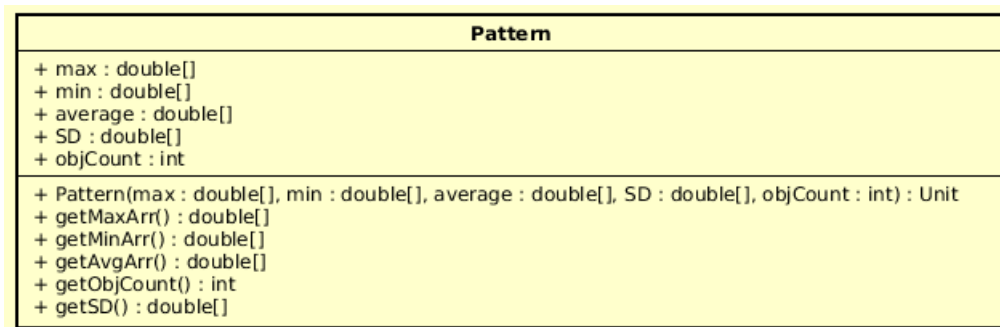 Pattern
+ max : double[]
+ min : double[]
+ average : double[]
+ SD : double[]
+ objCount : int
+ Pattern(max : double[], min : double[], average : double[], SD : double[], objCount : int) : Unit
+ getMaxArr() : double[]
+ getMinArr() : double[]
+ getAvgArr() : double[]
+ getObjCount() : int
+ getSD() : double[]